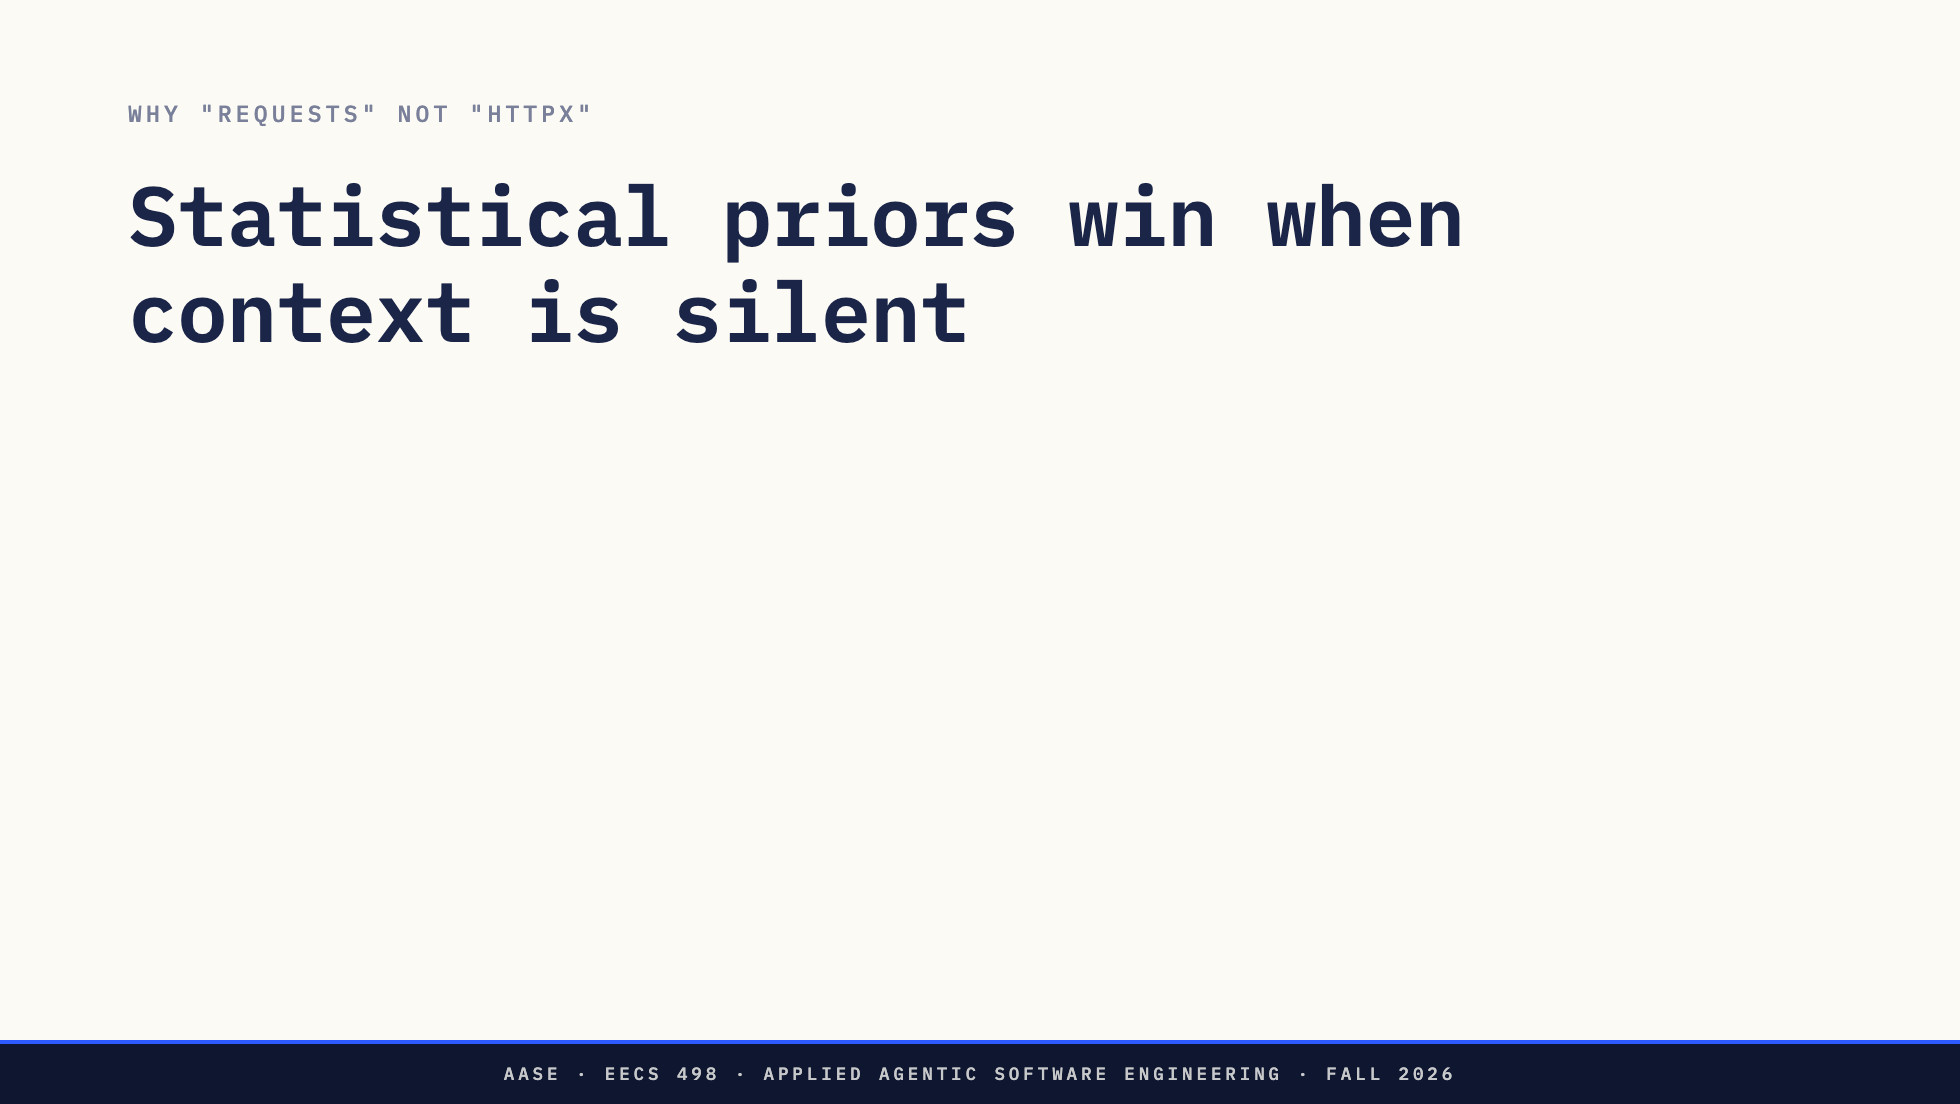 WHY "REQUESTS" NOT "HTTPX"
Statistical priors win when
context is silent
AASE · EECS 498 · APPLIED AGENTIC SOFTWARE ENGINEERING · FALL 2026